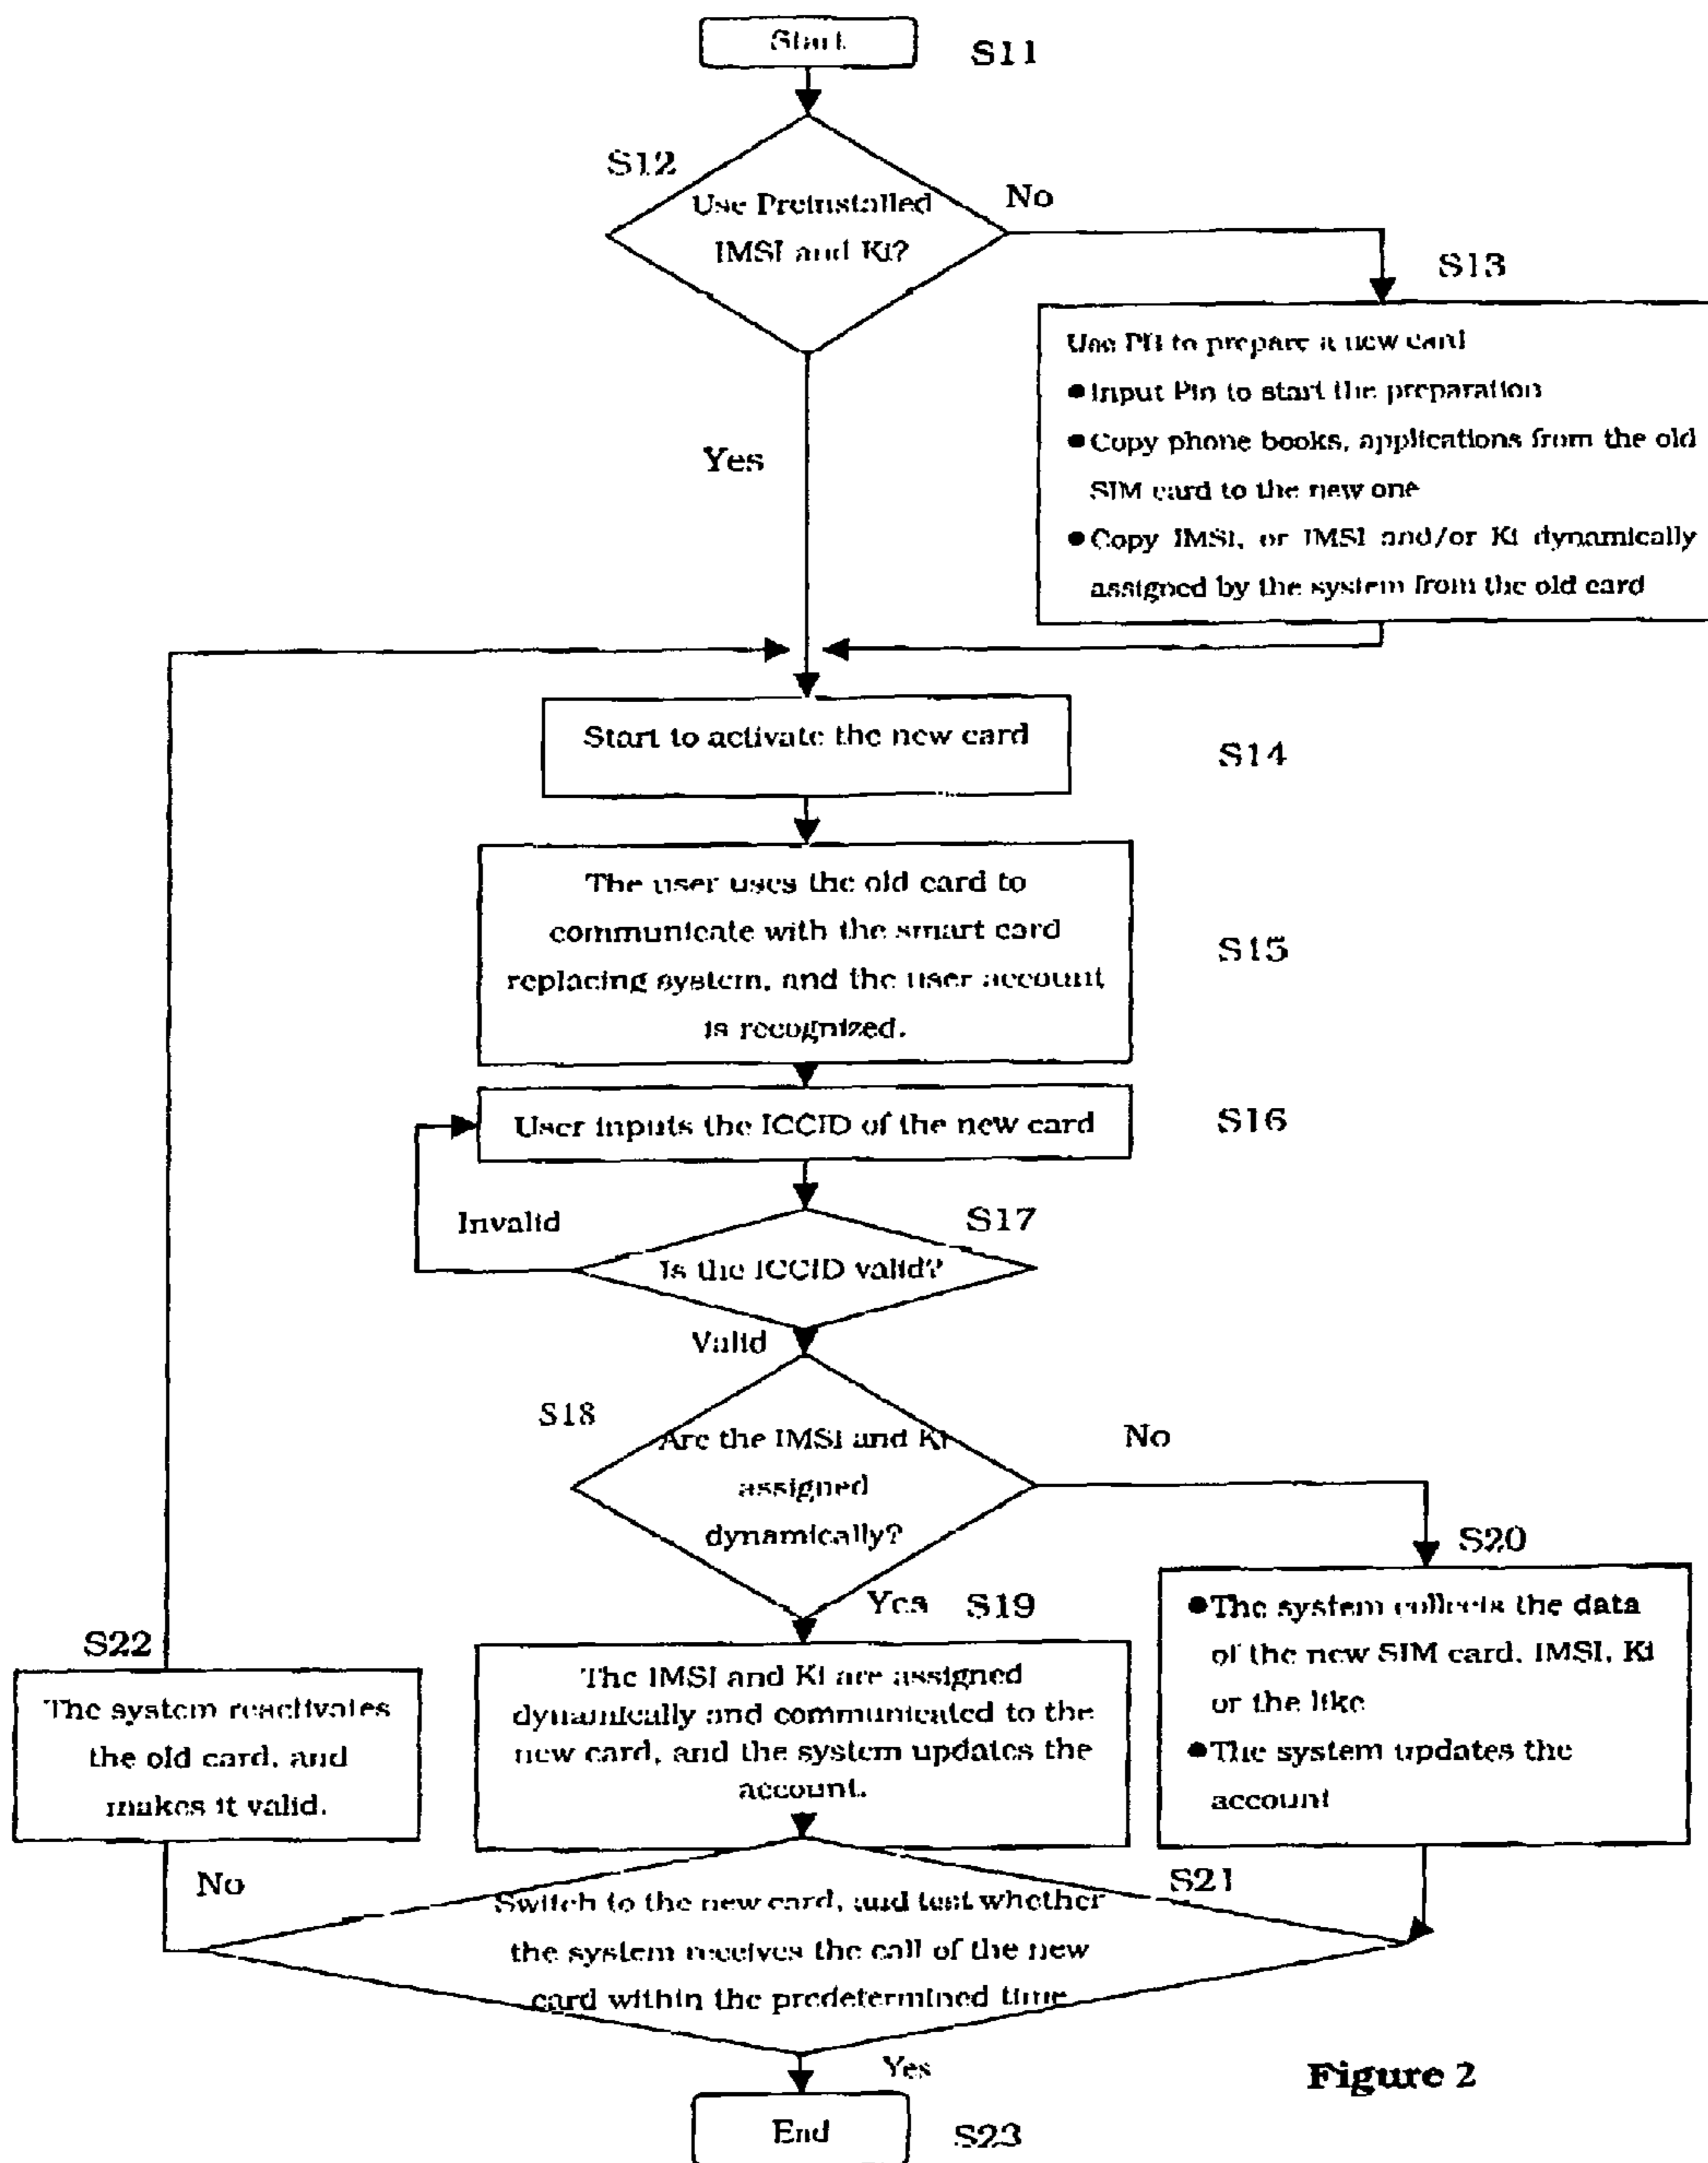 Start
S11
S12
Use Preinstalled
IMSI and Ki?
No
S13
Use PB to prepare a new card
●Input Pin to start the preparation
●Copy phone books, applications from the old
SIM card to the new one
●Copy IMSI, or IMSI and/or Ki dynamically
assigned by the system from the old card
Yes
Start to activate the new card
S14
The user uses the old card to
communicate with the smart card
replacing system, and the user account
is recognized.
S15
User inputs the ICCID of the new card
S16
Invalid
S17
Is the ICCID valid?
Valid
S18
Are the IMSI and Ki
assigned
dynamically?
No
S20
Yes
S19
●The system collects the data
of the new SIM card, IMSI, Ki
or the like
●The system updates the
account
The IMSI and Ki are assigned
dynamically and communicated to the
new card, and the system updates the
account.
S22
The system reactivates
the old card, and
makes it valid.
No
S21
Switch to the new card, and test whether
the system receives the call of the new
card within the predetermined time
Yes
Figure 2
End
S23